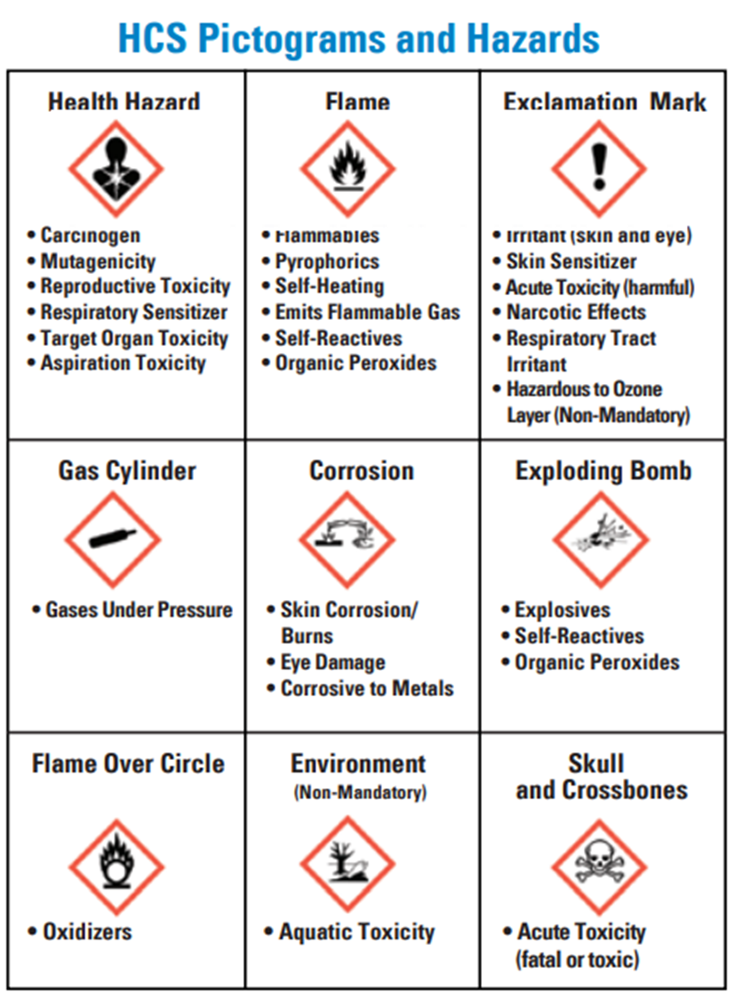 HCS Pictograms and Hazards
Health Hazard
• Carcinogen
• Mutagenicity
• Reproductive Toxicity
• Respiratory Sensitizer
• Target Organ Toxicity
• Aspiration Toxicity
Flame
• Flammables
• Pyrophorics
• Self-Heating
• Emits Flammable Gas
• Self-Reactives
• Organic Peroxides
Exclamation Mark
• Irritant (skin and eye)
• Skin Sensitizer
• Acute Toxicity (harmful)
• Narcotic Effects
• Respiratory Tract
Irritant
• Hazardous to Ozone
Layer (Non-Mandatory)
Gas Cylinder
• Gases Under Pressure
Corrosion
• Skin Corrosion/
Burns
• Eye Damage
• Corrosive to Metals
Exploding Bomb
• Explosives
• Self-Reactives
• Organic Peroxides
Flame Over Circle
• Oxidizers
Environment
(Non-Mandatory)
• Aquatic Toxicity
Skull
and Crossbones
• Acute Toxicity
(fatal or toxic)